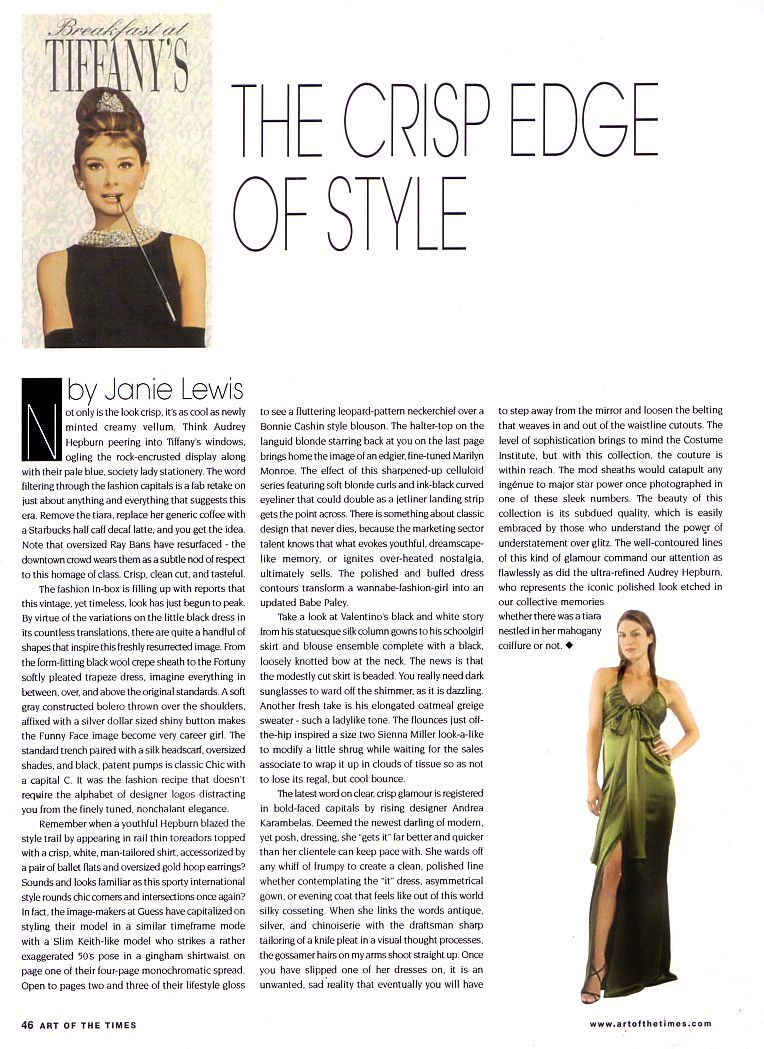 Breakfast at
TIFFANY'S
THE CRISP EDGE
OF STYLE
by Janie Lewis
Not only is the look crisp, it's as cool as newly
minted creamy vellum. Think Audrey
Hepburn peering into Tiffany's windows,
ogling the rock-encrusted display along
with their pale blue, society lady stationery. The word
filtering through the fashion capitals is a fab retake on
just about anything and everything that suggests this
era. Remove the tiara, replace her generic coffee with
a Starbucks half caff decaf latte, and you get the idea.
Note that oversized Ray Bans have resurfaced - the
downtown crowd wears them as a subtle nod of respect
to this homage of class. Crisp, clean cut, and tasteful.
The fashion In-box is filling up with reports that
this vintage, yet timeless, look has just begun to peak.
By virtue of the variations on the little black dress in
its countless translations, there are quite a handful of
shapes that inspire this freshly resurrected image. From
the form-fitting black wool crepe sheath to the Fortuny
softly pleated trapeze dress, imagine everything in
between, over, and above the original standards. A soft
gray constructed bolero thrown over the shoulders,
affixed with a silver dollar sized shiny button makes
the Funny Face image become very career girl. The
standard trench paired with a silk headscarf, oversized
shades, and black, patent pumps is classic Chic with
a capital C. It was the fashion recipe that doesn't
require the alphabet of designer logos distracting
you from the finely tuned, nonchalant elegance.
Remember when a youthful Hepburn blazed the
style trail by appearing in rail thin toreadors topped
with a crisp, white, man-tailored shirt, accessorized by
a pair of ballet flats and oversized gold hoop earrings?
Sounds and looks familiar as this sporty international
style rounds chic corners and intersections once again?
In fact, the image-makers at Guess have capitalized on
styling their model in a similar timeframe mode
with a Slim Keith-like model who strikes a rather
exaggerated 50's pose in a gingham shirtwaist on
page one of their four-page monochromatic spread.
Open to pages two and three of their lifestyle gloss
to see a fluttering leopard-pattern neckerchief over a
Bonnie Cashin style blouson. The halter-top on the
languid blonde starring back at you on the last page
brings home the image of an edgier, fine-tuned Marilyn
Monroe. The effect of this sharpened-up celluloid
series featuring soft blonde curls and ink-black curved
eyeliner that could double as a jetliner landing strip
gets the point across. There is something about classic
design that never dies, because the marketing sector
talent knows that what evokes youthful, dreamscape-
like memory, or ignites over-heated nostalgia,
ultimately sells. The polished and buffed dress
contours transform a wannabe-fashion-girl into an
updated Babe Paley.
Take a look at Valentino's black and white story
from his statuesque silk column gowns to his schoolgirl
skirt and blouse ensemble complete with a black,
loosely knotted bow at the neck. The news is that
the modestly cut skirt is beaded. You really need dark
sunglasses to ward off the shimmer, as it is dazzling.
Another fresh take is his elongated oatmeal greige
sweater - such a ladylike tone. The flounces just off-
the-hip inspired a size two Sienna Miller look-a-like
to modify a little shrug while waiting for the sales
associate to wrap it up in clouds of tissue so as not
to lose its regal, but cool bounce.
The latest word on clear, crisp glamour is registered
in bold-faced capitals by rising designer Andrea
Karambelas. Deemed the newest darling of modern,
yet posh, dressing, she "gets it" far better and quicker
than her clientele can keep pace with. She wards off
any whiff of frumpy to create a clean, polished line
whether contemplating the "it" dress, asymmetrical
gown, or evening coat that feels like out of this world
silky cosseting. When she links the words antique,
silver, and chinoiserie with the draftsman sharp
tailoring of a knife pleat in a visual thought processes,
the gossamer hairs on my arms shoot straight up. Once
you have slipped one of her dresses on, it is an
unwanted, sad reality that eventually you will have
to step away from the mirror and loosen the belting
that weaves in and out of the waistline cutouts. The
level of sophistication brings to mind the Costume
Institute, but with this collection, the couture is
within reach. The mod sheaths would catapult any
ingénue to major star power once photographed in
one of these sleek numbers. The beauty of this
collection is its subdued quality, which is easily
embraced by those who understand the power of
understatement over glitz. The well-contoured lines
of this kind of glamour command our attention as
flawlessly as did the ultra-refined Audrey Hepburn,
who represents the iconic polished look etched in
our collective memories
whether there was a tiara
nestled in her mahogany
coiffure or not. ◆
46 ART OF THE TIMES
www.artofthetimes.com